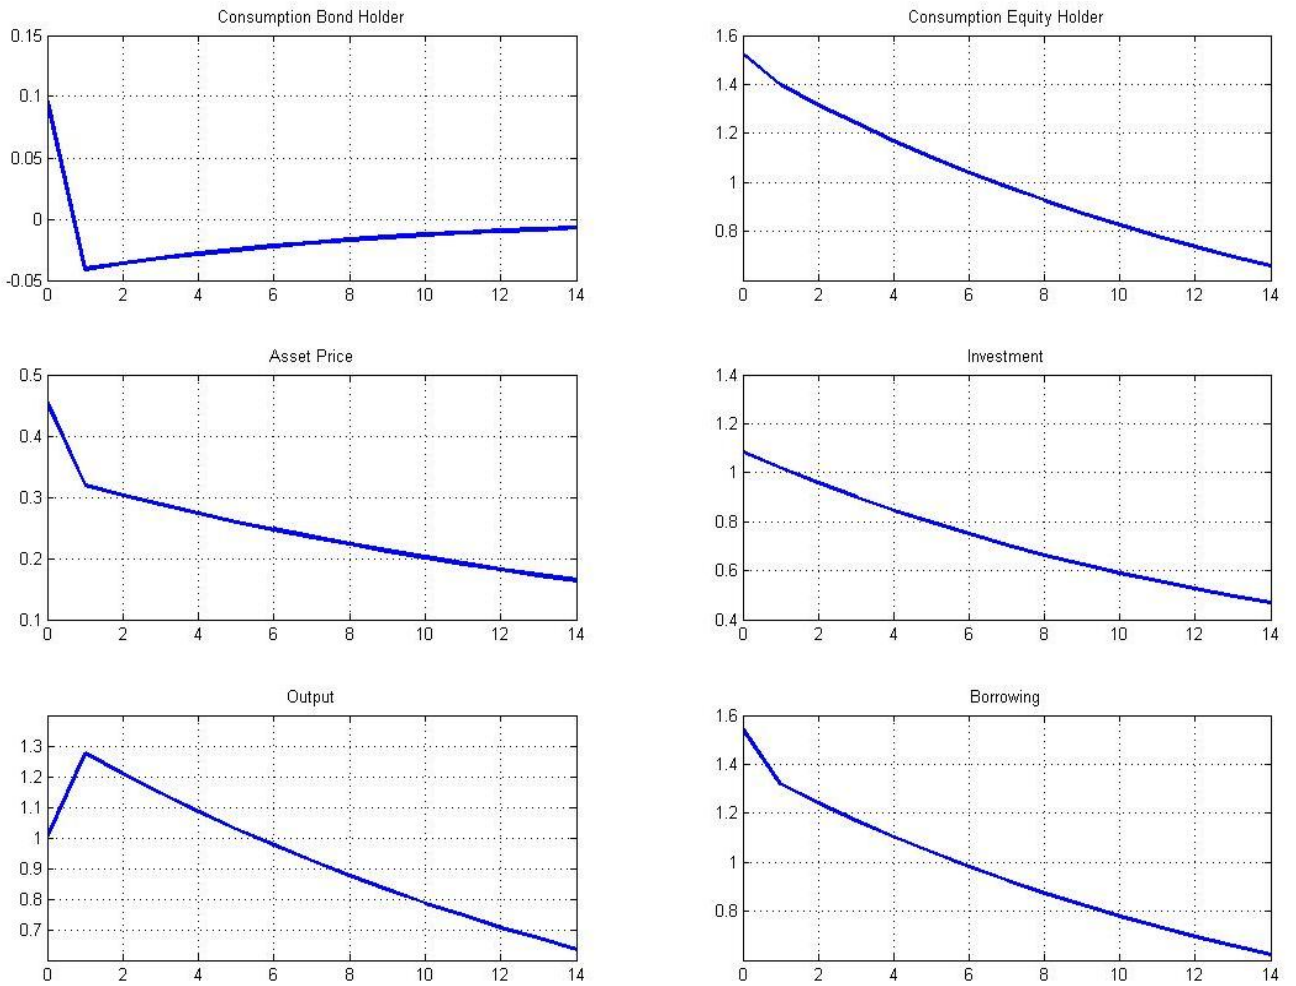 Consumption Bond Holder
0.15
0.1
0.05
0
-0.05
0 2 4 6 8 10 12 14
Consumption Equity Holder
1.6
1.4
1.2
1
0.8
0 2 4 6 8 10 12 14
Asset Price
0.5
0.4
0.3
0.2
0.1
0 2 4 6 8 10 12 14
Investment
1.4
1.2
1
0.8
0.6
0.4
0 2 4 6 8 10 12 14
Output
1.3
1.2
1.1
1
0.9
0.8
0.7
0 2 4 6 8 10 12 14
Borrowing
1.6
1.4
1.2
1
0.8
0 2 4 6 8 10 12 14